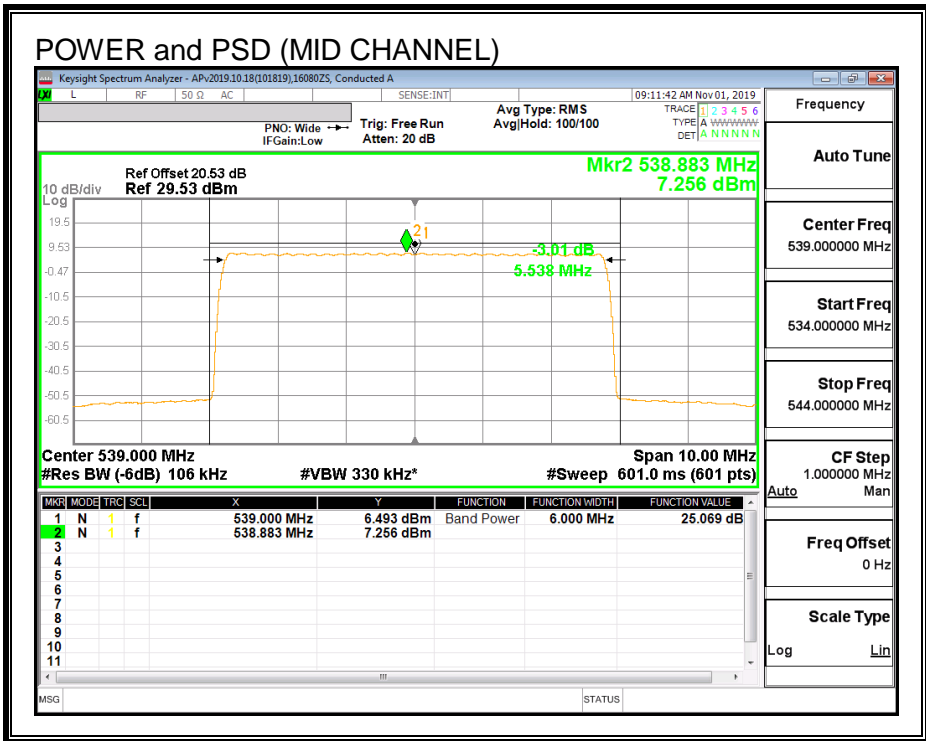 POWER and PSD (MID CHANNEL)
Keysight Spectrum Analyzer - APv2019.10.18(101819),16080ZS, Conducted A
LXI L RF 50 Ω AC SENSE:INT 09:11:42 AM Nov 01, 2019
PNO: Wide
IFGain:Low
Trig: Free Run
Atten: 20 dB
Avg Type: RMS
Avg|Hold: 100/100
TRACE 1 2 3 4 5 6
TYPE A WWWWW
DET A N N N N N
Mkr2 538.883 MHz
7.256 dBm
Ref Offset 20.53 dB
10 dB/div Ref 29.53 dBm
Log
19.5
9.53
-0.47
-10.5
-20.5
-30.5
-40.5
-50.5
-60.5
2 1
-3.01 dB
5.538 MHz
Center 539.000 MHz Span 10.00 MHz
#Res BW (-6dB) 106 kHz #VBW 330 kHz* #Sweep 601.0 ms (601 pts)
MKR MODE TRC SCL X Y FUNCTION FUNCTION WIDTH FUNCTION VALUE
1 N 1 f 539.000 MHz 6.493 dBm Band Power 6.000 MHz 25.069 dB
2 N 1 f 538.883 MHz 7.256 dBm
3
4
5
6
7
8
9
10
11
MSG STATUS
Frequency
Auto Tune
Center Freq
539.000000 MHz
Start Freq
534.000000 MHz
Stop Freq
544.000000 MHz
CF Step
1.000000 MHz
Auto Man
Freq Offset
0 Hz
Scale Type
Log Lin